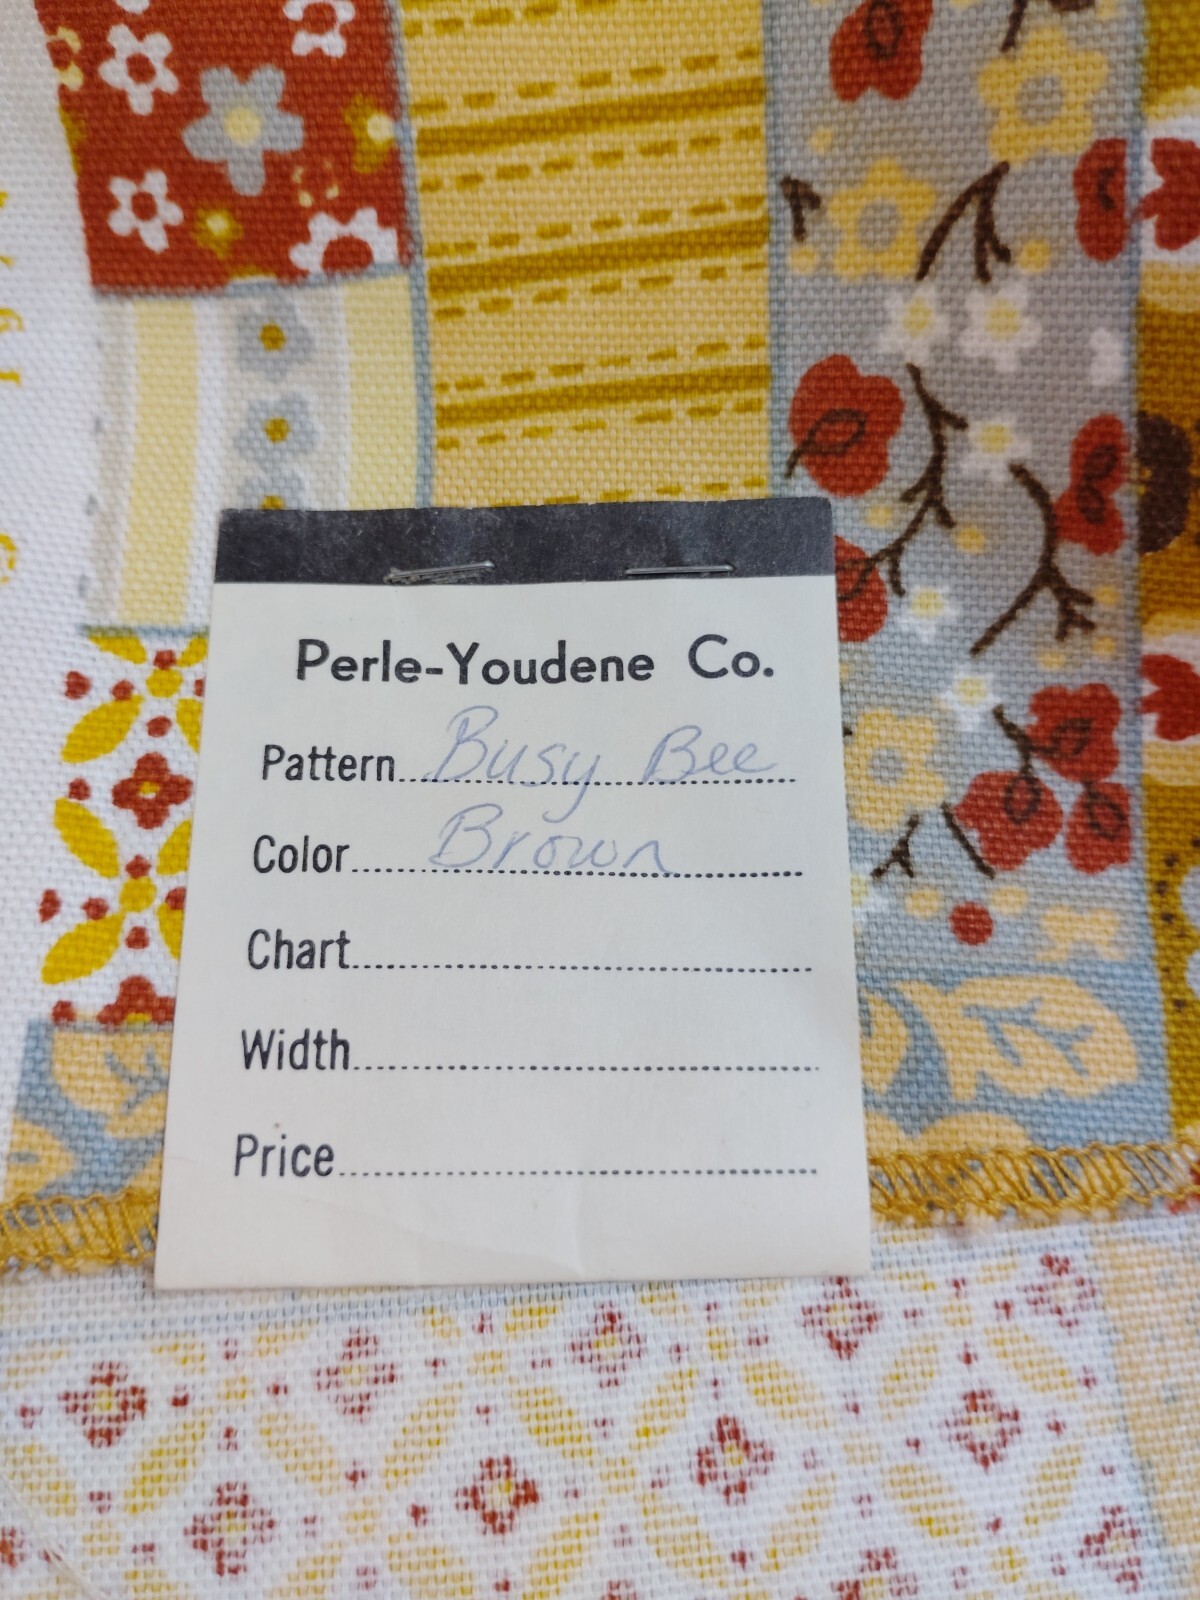 Perle-Youdene Co.
Pattern Busy Bee
Color Brown
Chart
Width
Price